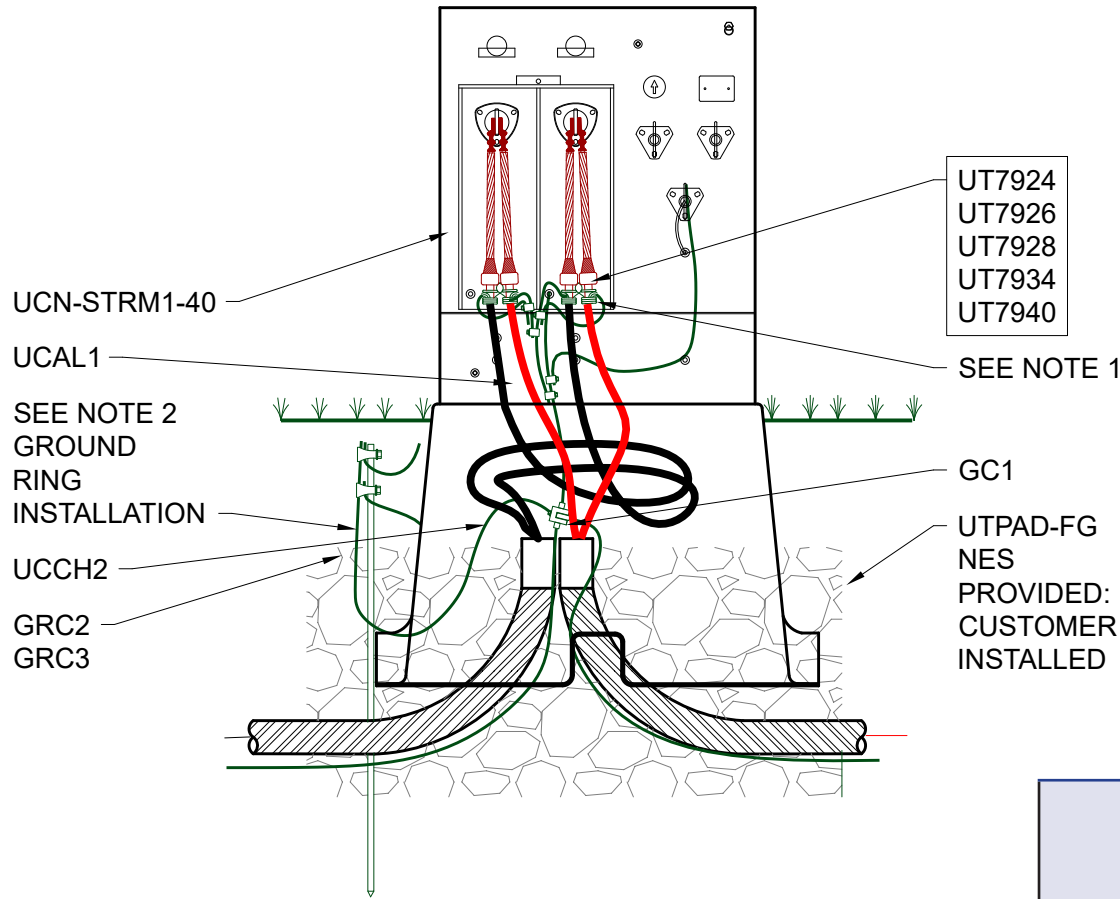 UCN-STRM1-40
UCAL1
SEE NOTE 2
GROUND
RING
INSTALLATION
UCCH2
GRC2
GRC3
UT7924
UT7926
UT7928
UT7934
UT7940
SEE NOTE 1
GC1
UTPAD-FG
NES
PROVIDED:
CUSTOMER
INSTALLED